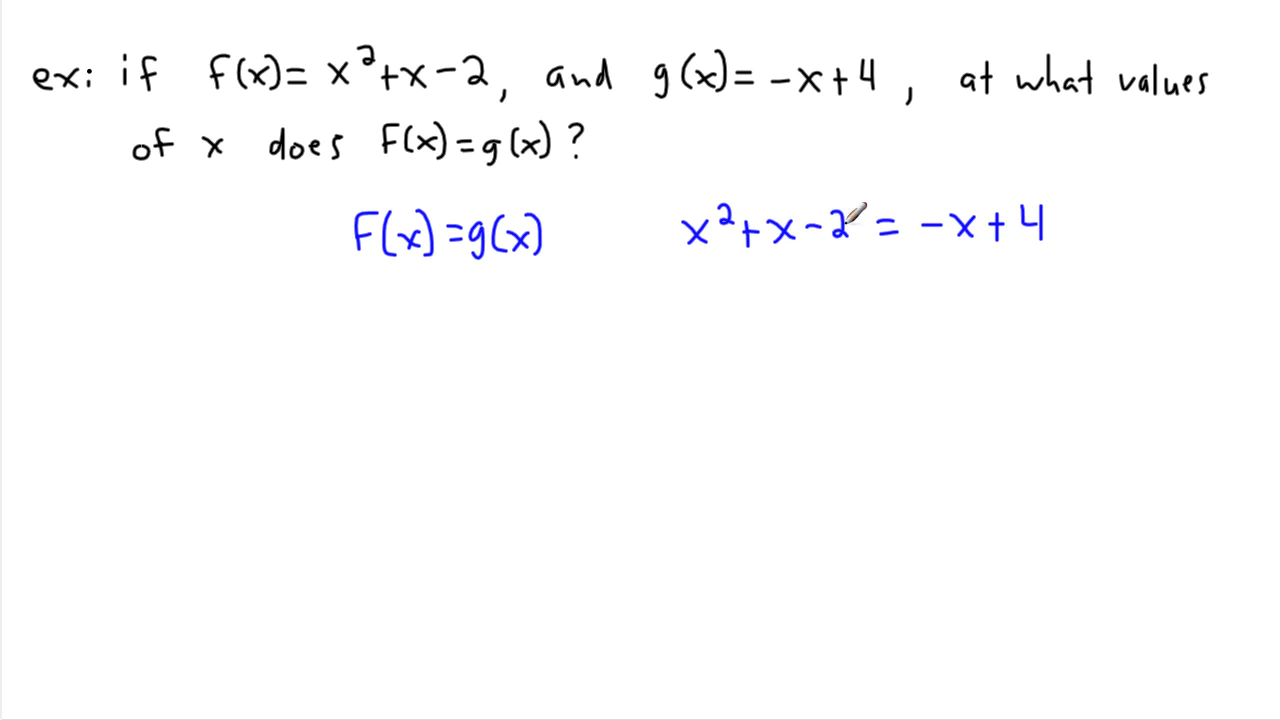 ex: if F(x)= x²+x-2, and g(x)= -x+4, at what values
of x does F(x)=g(x)?
F(x)=g(x) x²+x-2 = -x+4